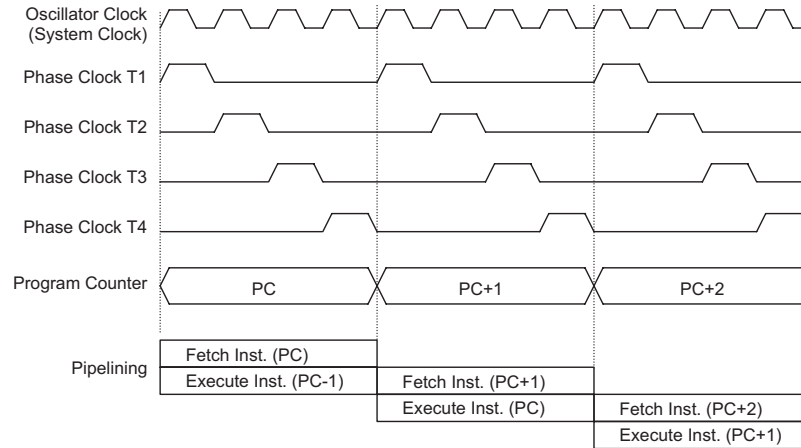 Oscillator Clock
(System Clock)
Phase Clock T1
Phase Clock T2
Phase Clock T3
Phase Clock T4
Program Counter
PC
PC+1
PC+2
Pipelining
Fetch Inst. (PC)
Execute Inst. (PC-1)
Fetch Inst. (PC+1)
Execute Inst. (PC)
Fetch Inst. (PC+2)
Execute Inst. (PC+1)